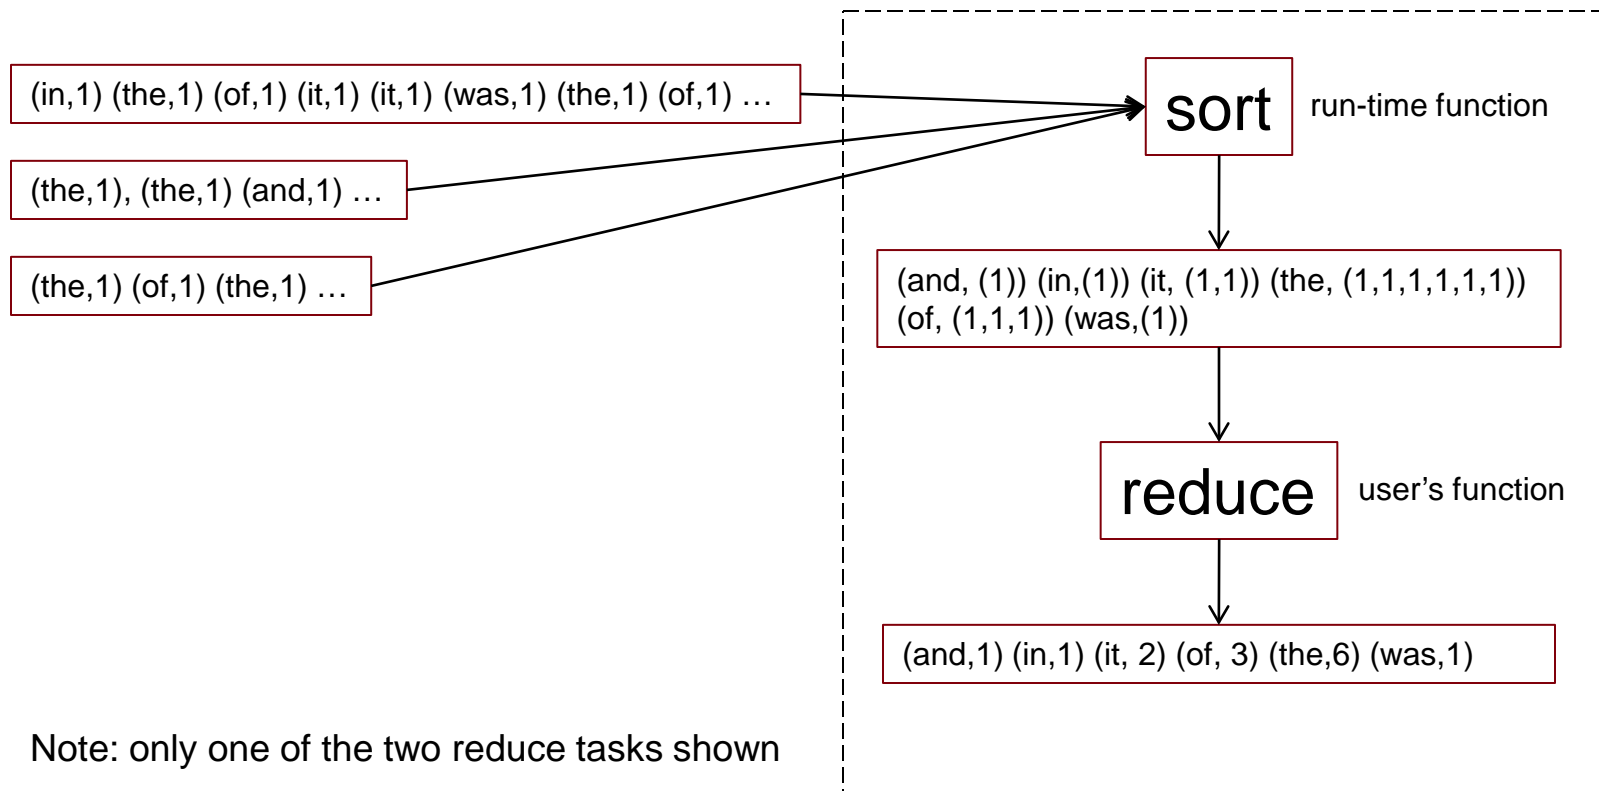 (in,1) (the,1) (of,1) (it,1) (it,1) (was,1) (the,1) (of,1) …
(the,1), (the,1) (and,1) …
(the,1) (of,1) (the,1) …
sort
run-time function
(and, (1)) (in,(1)) (it, (1,1)) (the, (1,1,1,1,1,1))
(of, (1,1,1)) (was,(1))
reduce
user’s function
(and,1) (in,1) (it, 2) (of, 3) (the,6) (was,1)
Note: only one of the two reduce tasks shown